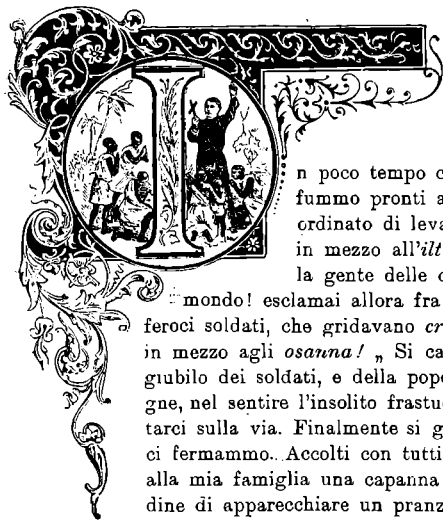 In poco tempo c
fummo pronti a
ordinato di leva
in mezzo all'ilt
la gente delle c
mondo! esclamai allora fra
feroci soldati, che gridavano cr
in mezzo agli osanna! „ Si ca
giubilo dei soldati, e della pope
gne, nel sentire l'insolito frastuo
tarci sulla via. Finalmente si g
ci fermammo. Accolti con tutti
alla mia famiglia una capanna
dine di apparecchiare un pranz